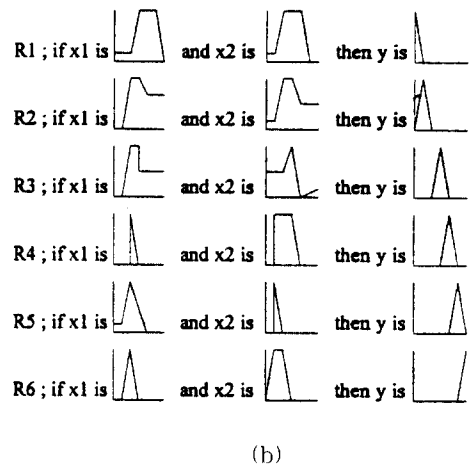 R1 ; if x1 is and x2 is then y is
R2 ; if x1 is and x2 is then y is
R3 ; if x1 is and x2 is then y is
R4 ; if x1 is and x2 is then y is
R5 ; if x1 is and x2 is then y is
R6 ; if x1 is and x2 is then y is
(b)